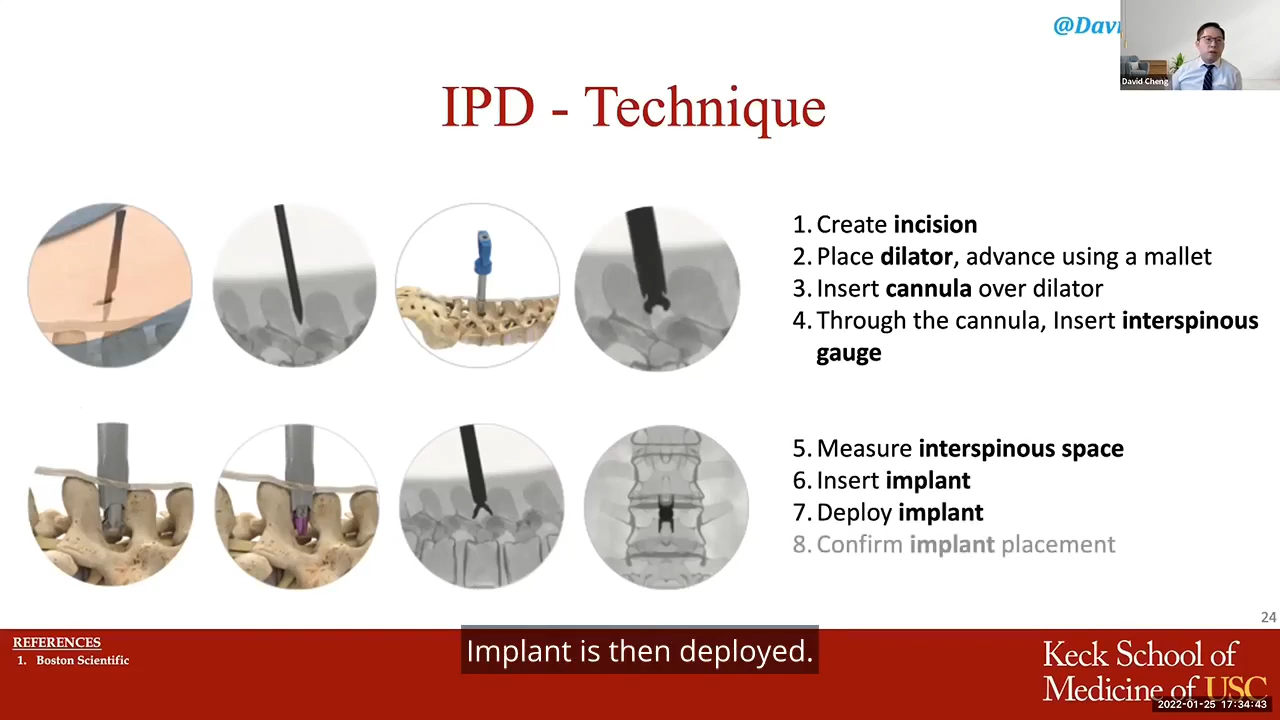 @Davi
David Cheng
IPD - Technique
1. Create incision
2. Place dilator, advance using a mallet
3. Insert cannula over dilator
4. Through the cannula, Insert interspinous
gauge
5. Measure interspinous space
6. Insert implant
7. Deploy implant
8. Confirm implant placement
24
REFERENCES
1. Boston Scientific
Implant is then deployed.
Keck School of
Medicine of USC
2022-01-25 17:34:43